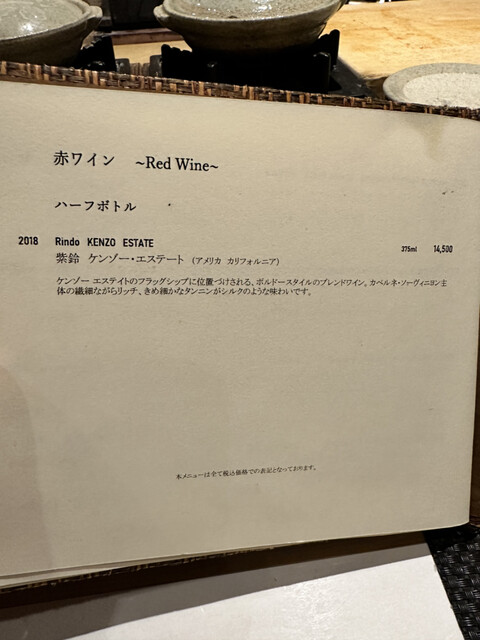 赤ワイン ~Red Wine~
ハーフボトル
2018 Rindo KENZO ESTATE 375ml 14,500
紫鈴 ケンゾー・エステート (アメリカ カリフォルニア)
ケンゾー エステイトのフラッグシップに位置づけされる、ボルドースタイルのブレンドワイン。カベルネ・ソーヴィニヨン主
体の繊細ながらリッチ、きめ細かなタンニンがシルクのような味わいです。
本メニューは全て税込価格での表記となっております。